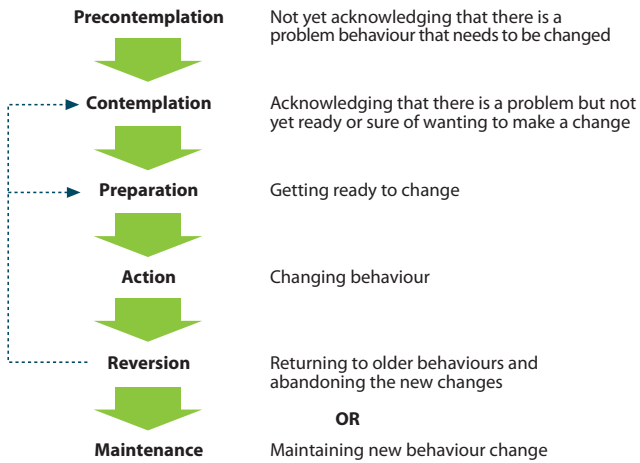 Precontemplation Not yet acknowledging that there is a
problem behaviour that needs to be changed
Contemplation Acknowledging that there is a problem but not
yet ready or sure of wanting to make a change
Preparation Getting ready to change
Action Changing behaviour
Reversion Returning to older behaviours and
abandoning the new changes
OR
Maintenance Maintaining new behaviour change